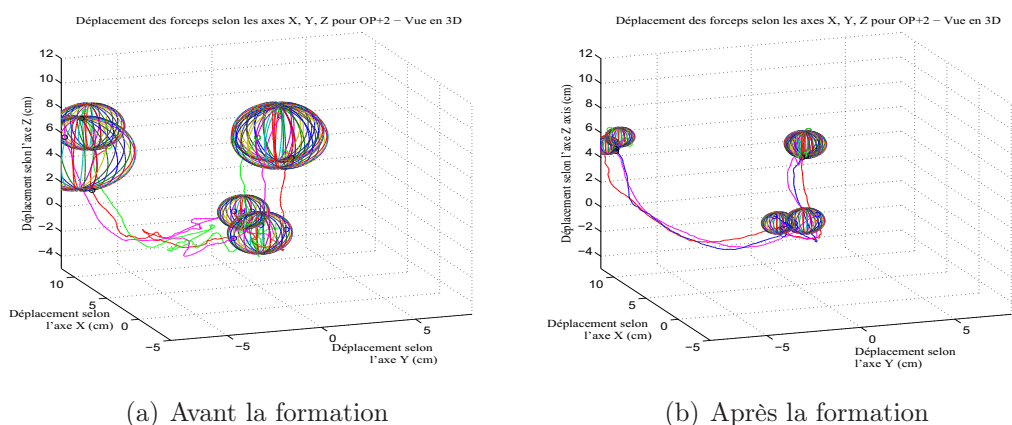 Déplacement des forceps selon les axes X, Y, Z pour OP+2 − Vue en 3D
12
10
8
6
4
2
0
−2
−4
Déplacement selon l'axe Z (cm)
10
5
0
−5
Déplacement selon
l'axe X (cm)
−5
0
5
Déplacement selon
l'axe Y (cm)
(a) Avant la formation
Déplacement des forceps selon les axes X, Y, Z pour OP+2 − Vue en 3D
12
10
8
6
4
2
0
−2
−4
Déplacement selon l'axe Z axis (cm)
10
5
0
−5
Déplacement selon
l'axe X (cm)
−5
0
5
Déplacement selon
l'axe Y (cm)
(b) Après la formation